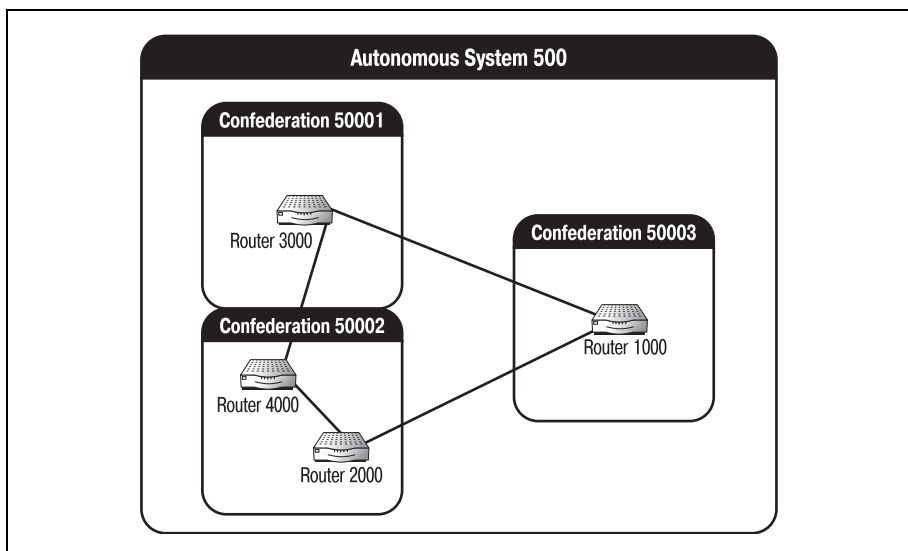 Autonomous System 500
Confederation 50001
Router 3000
Confederation 50003
Router 1000
Confederation 50002
Router 4000
Router 2000